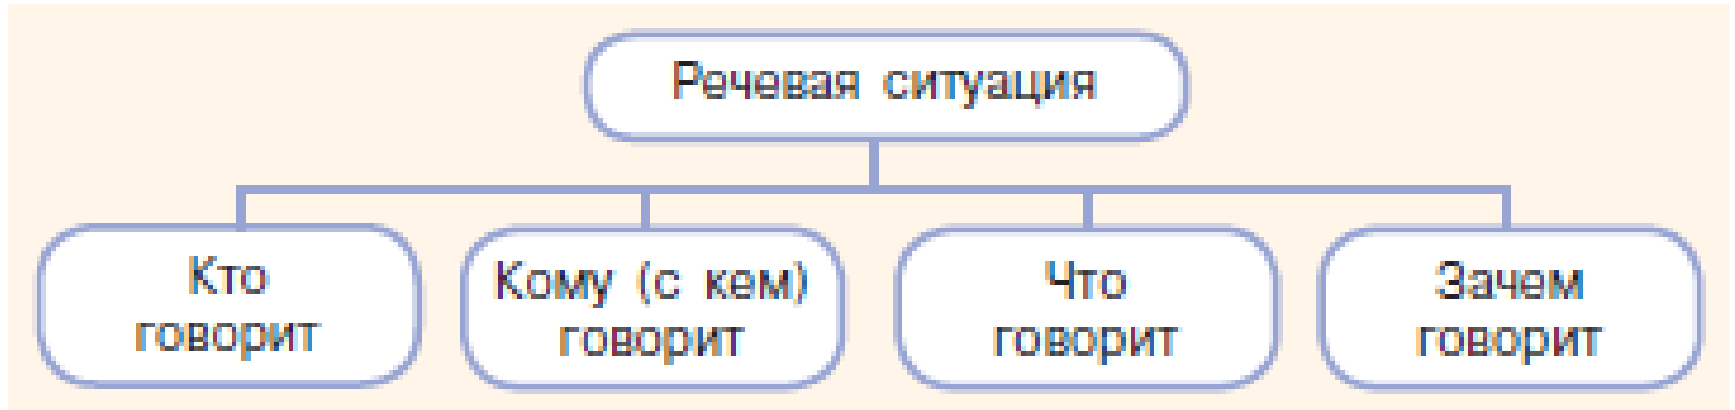 Речевая ситуация
Кто
говорит
Кому (с кем)
говорит
Что
говорит
Зачем
говорит